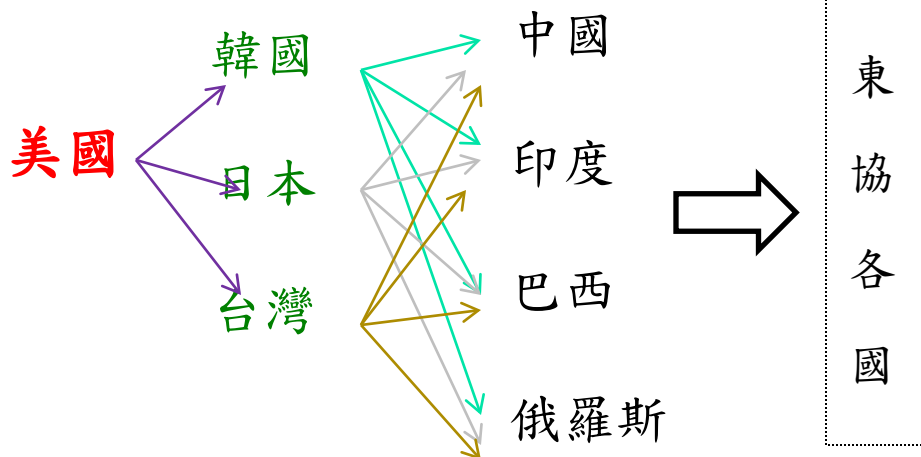 美國
韓國
日本
台灣
中國
印度
巴西
俄羅斯
東
協
各
國